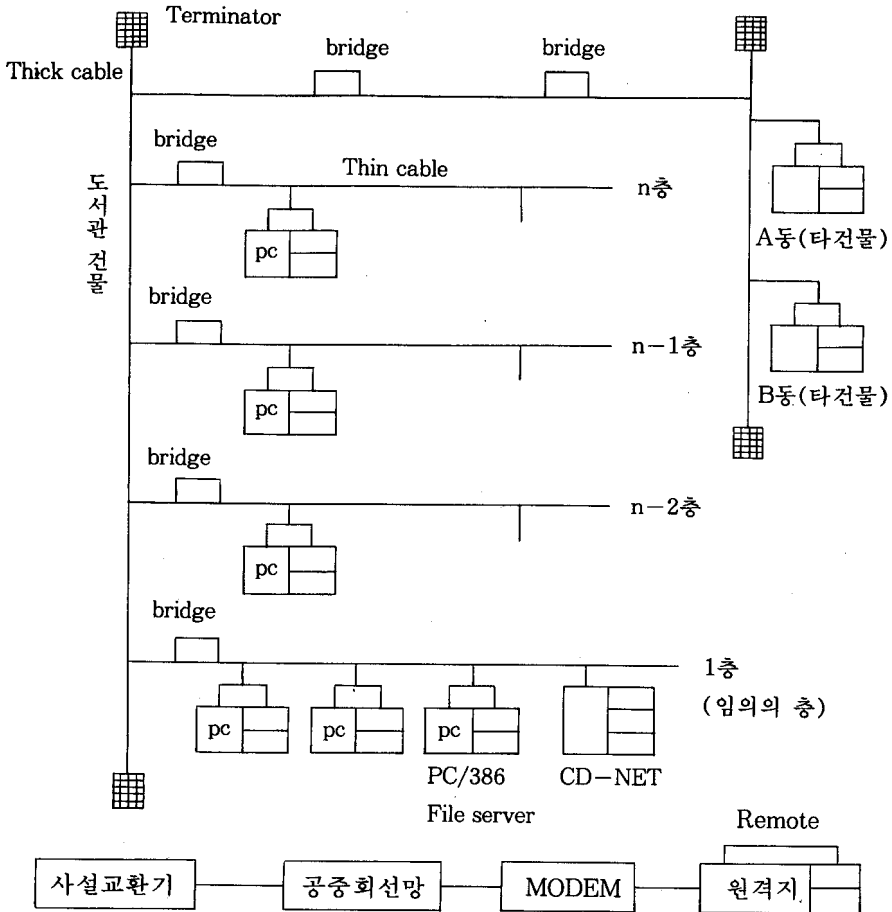 Terminator
bridge
bridge
Thick cable
bridge
Thin cable
n층
도서관 건물
pc
A동(타건물)
bridge
n-1층
pc
B동(타건물)
bridge
n-2층
pc
bridge
1층
(임의의 층)
pc
pc
pc
PC/386
CD-NET
File server
Remote
사설교환기
공중회선망
MODEM
원격지